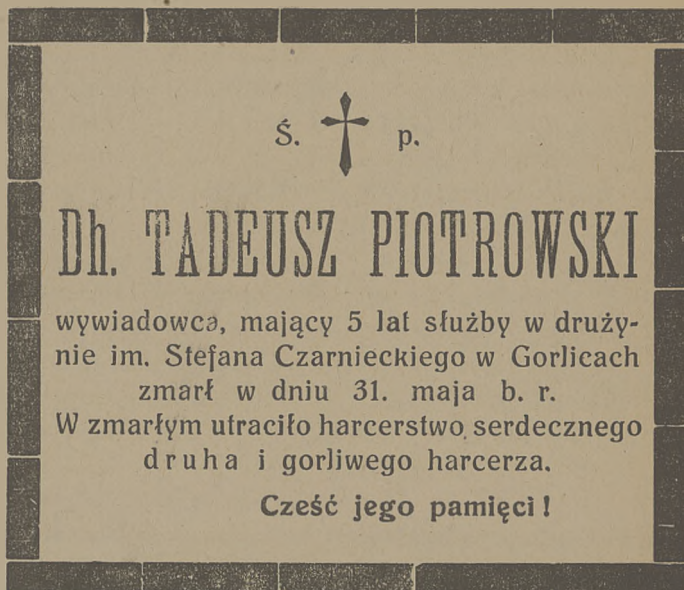 Ś. p.
Dh. TADEUSZ PIOTROWSKI
wywiadowca, mający 5 lat służby w druży-
nie im. Stefana Czarnieckiego w Gorlicach
zmarł w dniu 31. maja b. r.
W zmarłym utraciło harcerstwo serdecznego
druha i gorliwego harcerza.
Cześć jego pamięci!